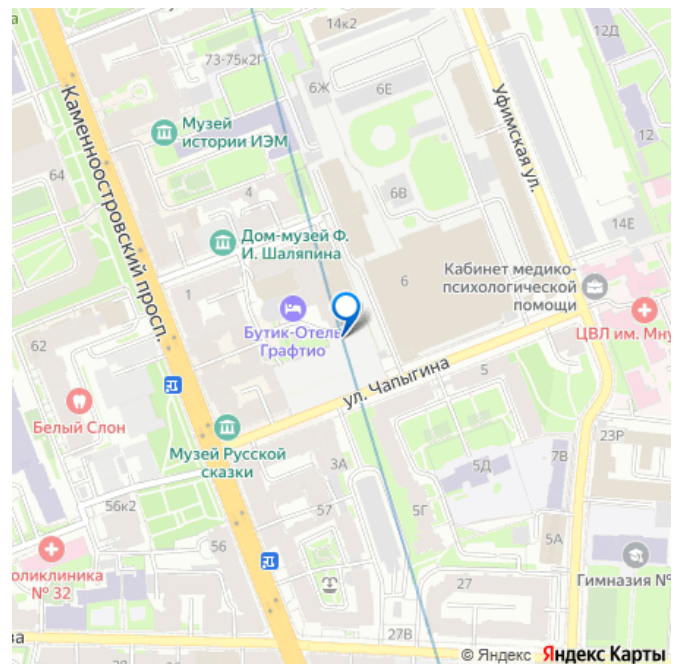 а
14к2
12Д
73-75к2Г
6Ж
6Е
Музей
истории ИЭМ
Уфимская ул.
12
Каменноостровский просп.
64
4
6В
14Е
Дом-музей Ф.
И. Шаляпина
6
Кабинет медико-
психологической
помощи
1
Бутик-Отель
Графтио
ЦВЛ им. Мну
62
ул. Чапыгина
5
Белый Слон
Музей Русской
сказки
3А
5Д
7В
23Р
56к2
57
5Г
5А
56
оликлиника
№ 32
27
Гимназия №
27В
ва
© Яндекс Яндекс Карты